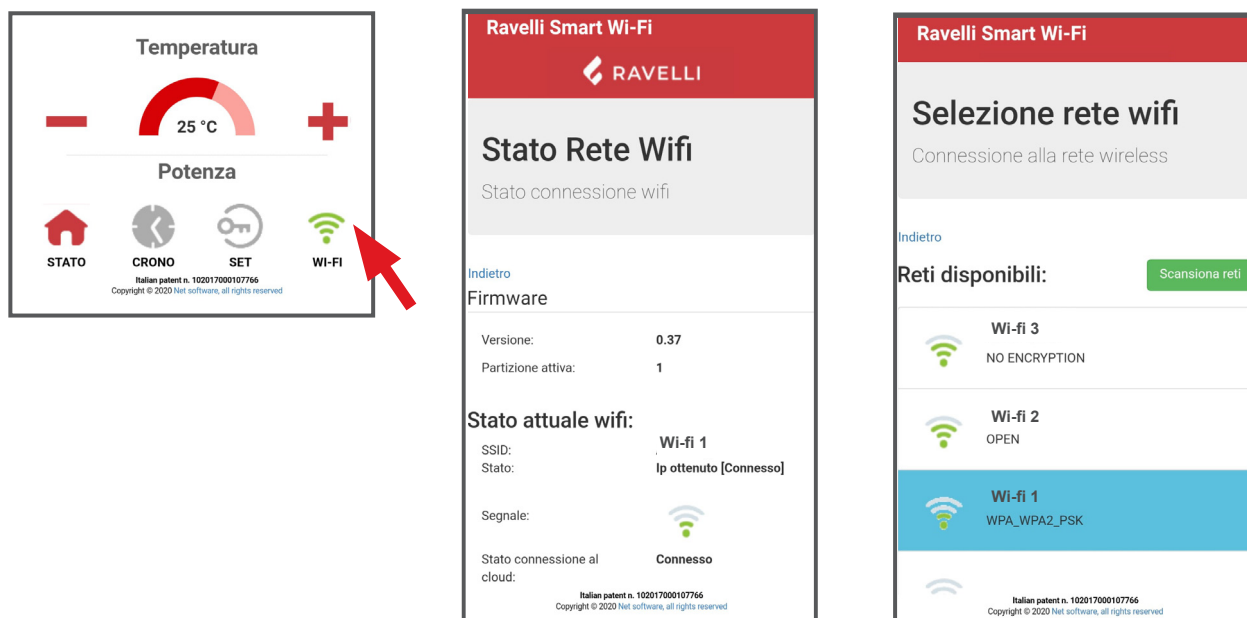 Temperatura
25 °C
Potenza
STATO CRONO SET WI-FI
Italian patent n. 102017000107766
Copyright © 2020 Net software, all rights reserved
Ravelli Smart Wi-Fi
RAVELLI
Stato Rete Wifi
Stato connessione wifi
Indietro
Firmware
Versione: 0.37
Partizione attiva: 1
Stato attuale wifi:
SSID: Wi-fi 1
Stato: Ip ottenuto [Connesso]
Segnale:
Stato connessione al Connesso
cloud:
Italian patent n. 102017000107766
Copyright © 2020 Net software, all rights reserved
Ravelli Smart Wi-Fi
Selezione rete wifi
Connessione alla rete wireless
Indietro
Reti disponibili: Scansiona reti
Wi-fi 3
NO ENCRYPTION
Wi-fi 2
OPEN
Wi-fi 1
WPA_WPA2_PSK
Italian patent n. 102017000107766
Copyright © 2020 Net software, all rights reserved